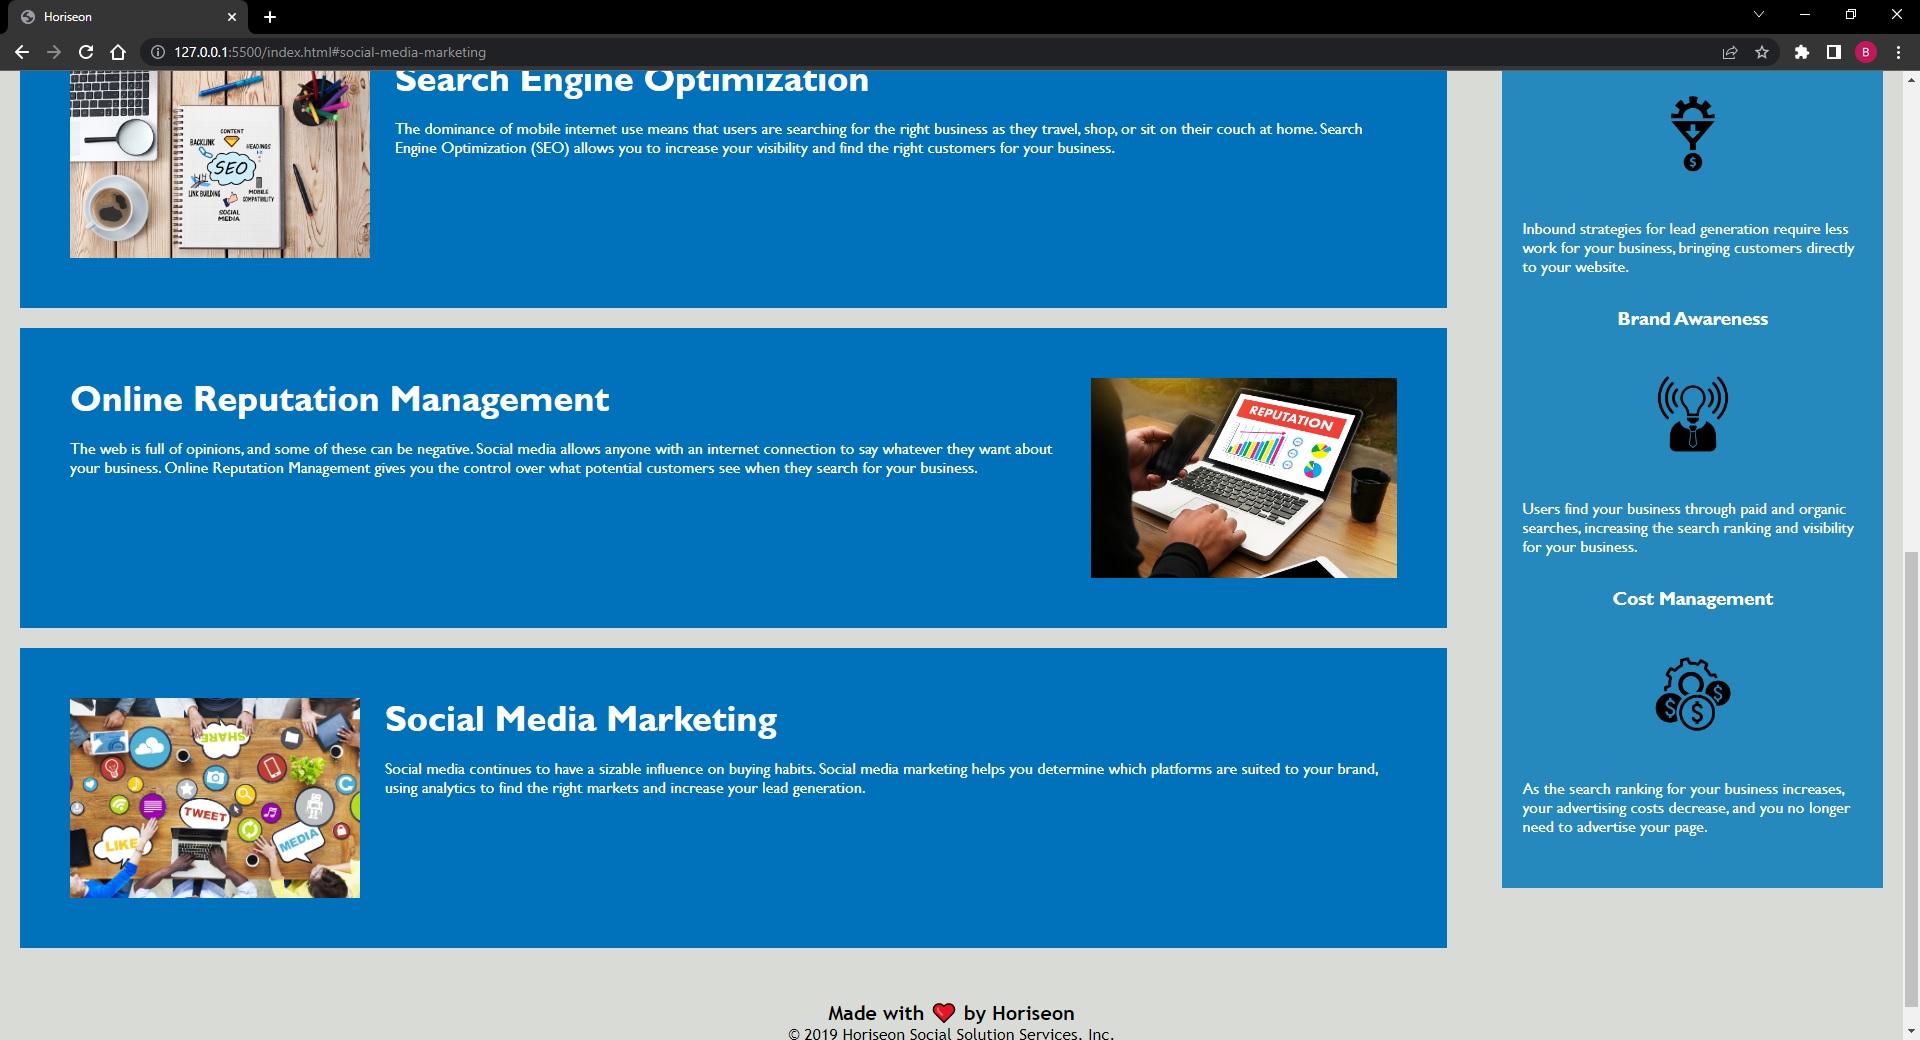 Horiseon
127.0.0.1:5500/index.html#social-media-marketing
B
Search Engine Optimization
The dominance of mobile internet use means that users are searching for the right business as they travel, shop, or sit on their couch at home. Search
Engine Optimization (SEO) allows you to increase your visibility and find the right customers for your business.
CONTENT
BACKLINK
HEADINGS
SEO
LINK BUILDING
MOBILE
COMPATIBILITY
SOCIAL
MEDIA
Online Reputation Management
The web is full of opinions, and some of these can be negative. Social media allows anyone with an internet connection to say whatever they want about
your business. Online Reputation Management gives you the control over what potential customers see when they search for your business.
REPUTATION
Social Media Marketing
Social media continues to have a sizable influence on buying habits. Social media marketing helps you determine which platforms are suited to your brand,
using analytics to find the right markets and increase your lead generation.
SHARE
TWEET
LIKE
MEDIA
$
Inbound strategies for lead generation require less
work for your business, bringing customers directly
to your website.
Brand Awareness
Users find your business through paid and organic
searches, increasing the search ranking and visibility
for your business.
Cost Management
$
$
$
As the search ranking for your business increases,
your advertising costs decrease, and you no longer
need to advertise your page.
Made with ❤️ by Horiseon
© 2019 Horiseon Social Solution Services, Inc.